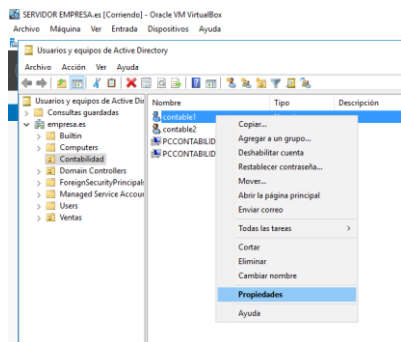 SERVIDOR EMPRESA.es [Corriendo] - Oracle VM VirtualBox
Archivo Máquina Ver Entrada Dispositivos Ayuda
Usuarios y equipos de Active Directory
Archivo Acción Ver Ayuda
Usuarios y equipos de Active Dir
Consultas guardadas
empresa.es
Builtin
Computers
Contabilidad
Domain Controllers
ForeignSecurityPrincipals
Managed Service Accour
Users
Ventas
Nombre Tipo Descripción
contable1
contable2
PCCONTABILID
PCCONTABILID
Copiar...
Agregar a un grupo...
Deshabilitar cuenta
Restablecer contraseña...
Mover...
Abrir la página principal
Enviar correo
Todas las tareas >
Cortar
Eliminar
Cambiar nombre
Propiedades
Ayuda